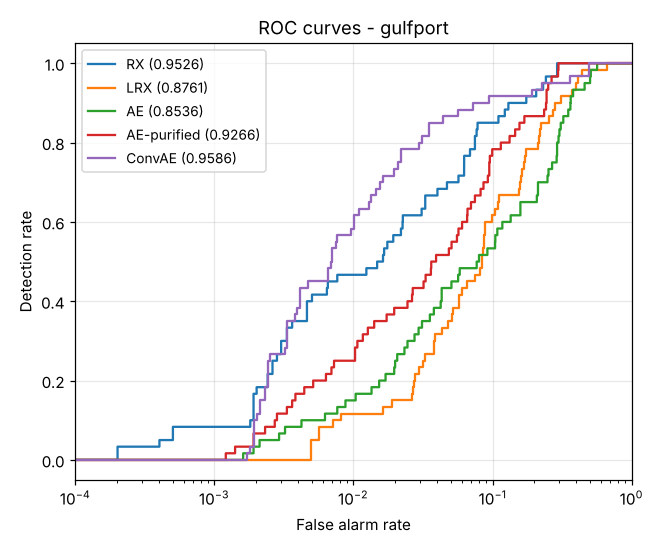 ROC curves - gulfport
RX (0.9526)
LRX (0.8761)
AE (0.8536)
AE-purified (0.9266)
ConvAE (0.9586)
Detection rate
1.0
0.8
0.6
0.4
0.2
0.0
10⁻⁴ 10⁻³ 10⁻² 10⁻¹ 10⁰
False alarm rate